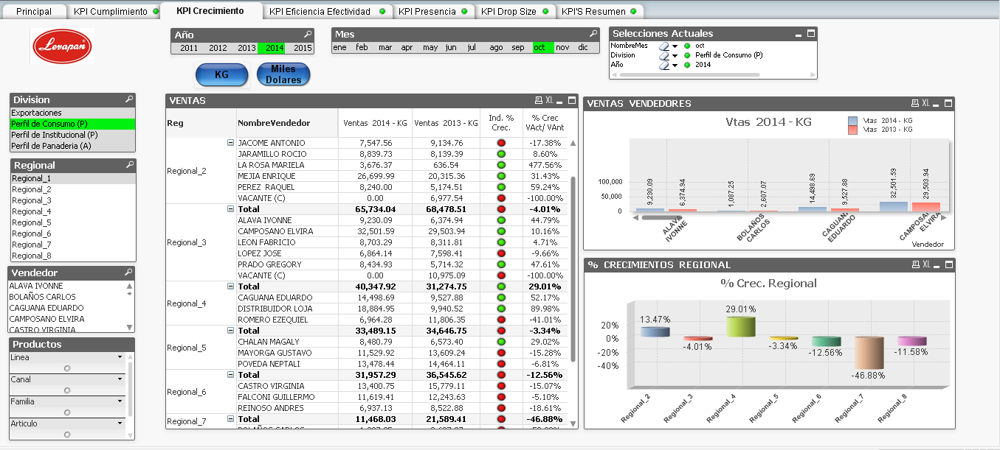 Principal
KPI Cumplimiento
KPI Crecimiento
KPI Eficiencia Efectividad
KPI Presencia
KPI Drop Size
KPI'S Resumen
Levapan
Año
2011 2012 2013 2014 2015
Mes
ene feb mar apr may jun jul ago sep oct nov dic
Selecciones Actuales
NombreMes oct
Division Perfil de Consumo (P)
Año 2014
KG
Miles
Dolares
Division
Exportaciones
Perfil de Consumo (P)
Perfil de Institucional (P)
Perfil de Panaderia (A)
Regional
Regional_1
Regional_2
Regional_3
Regional_4
Regional_5
Regional_6
Regional_7
Regional_8
Vendedor
ALAVA IVONNE
BOLAÑOS CARLOS
CAGUANA EDUARDO
CAMPOSANO ELVIRA
CASTRO VIRGINIA
Productos
Linea
Canal
Familia
Articulo
VENTAS XL
Reg NombreVendedor Ventas 2014 - KG Ventas 2013 - KG Ind. % Crec. % Crec VAct/ VAnt
Regional_2
JACOME ANTONIO 7,547.56 9,134.76 -17.38%
JARAMILLO ROCIO 8,839.73 8,139.39 8.60%
LA ROSA MARIELA 3,676.37 636.54 477.56%
MEJIA ENRIQUE 26,699.99 20,315.36 31.43%
PEREZ RAQUEL 8,240.00 5,174.51 59.24%
VACANTE (C) 0.00 6,977.54 -100.00%
Regional_3
Total 65,734.04 68,478.51 -4.01%
ALAVA IVONNE 9,230.09 6,374.94 44.79%
CAMPOSANO ELVIRA 32,501.59 29,503.94 10.16%
LEON FABRICIO 8,703.29 8,311.81 4.71%
LOPEZ JOSE 6,864.14 7,598.41 -9.66%
PRADO GREGORY 8,434.93 5,714.32 47.61%
VACANTE (C) 0.00 10,975.09 -100.00%
Regional_4
Total 40,347.92 31,274.75 29.01%
CAGUANA EDUARDO 14,498.69 9,527.88 52.17%
DISTRIBUIDOR LOJA 18,884.95 9,940.52 89.98%
ROMERO EZEQUIEL 6,964.28 11,806.35 -41.01%
Regional_5
Total 33,489.15 34,646.75 -3.34%
CHALAN MAGALY 8,480.79 6,573.40 29.02%
MAYORGA GUSTAVO 11,529.92 13,609.24 -15.28%
POVEDA NEPTALI 13,478.44 14,464.11 -6.81%
Regional_6
Total 31,957.29 36,545.62 -12.56%
CASTRO VIRGINIA 13,400.75 15,779.11 -15.07%
FALCONI GUILLERMO 11,619.41 12,243.63 -5.10%
REINOSO ANDRES 6,937.13 8,522.88 -18.61%
Regional_7
Total 11,468.03 21,589.41 -46.88%
VENTAS VENDEDORES XL
Vtas 2014 - KG
Vtas 2014 - KG
Vtas 2013 - KG
100,000
50,000
0
9,230.09
6,374.94
1,087.25
2,607.07
14,498.69
9,527.88
32,501.59
29,503.94
ALAVA IVONNE
BOLAÑOS CARLOS
CAGUANA EDUARDO
CAMPOSANO ELVIRA
Vendedor
% CRECIMIENTOS REGIONAL XL
% Crec. Regional
20%
0%
-20%
-40%
13.47%
-4.01%
29.01%
-3.34%
-12.56%
-46.88%
-11.58%
Regional_2
Regional_3
Regional_4
Regional_5
Regional_6
Regional_7
Regional_8